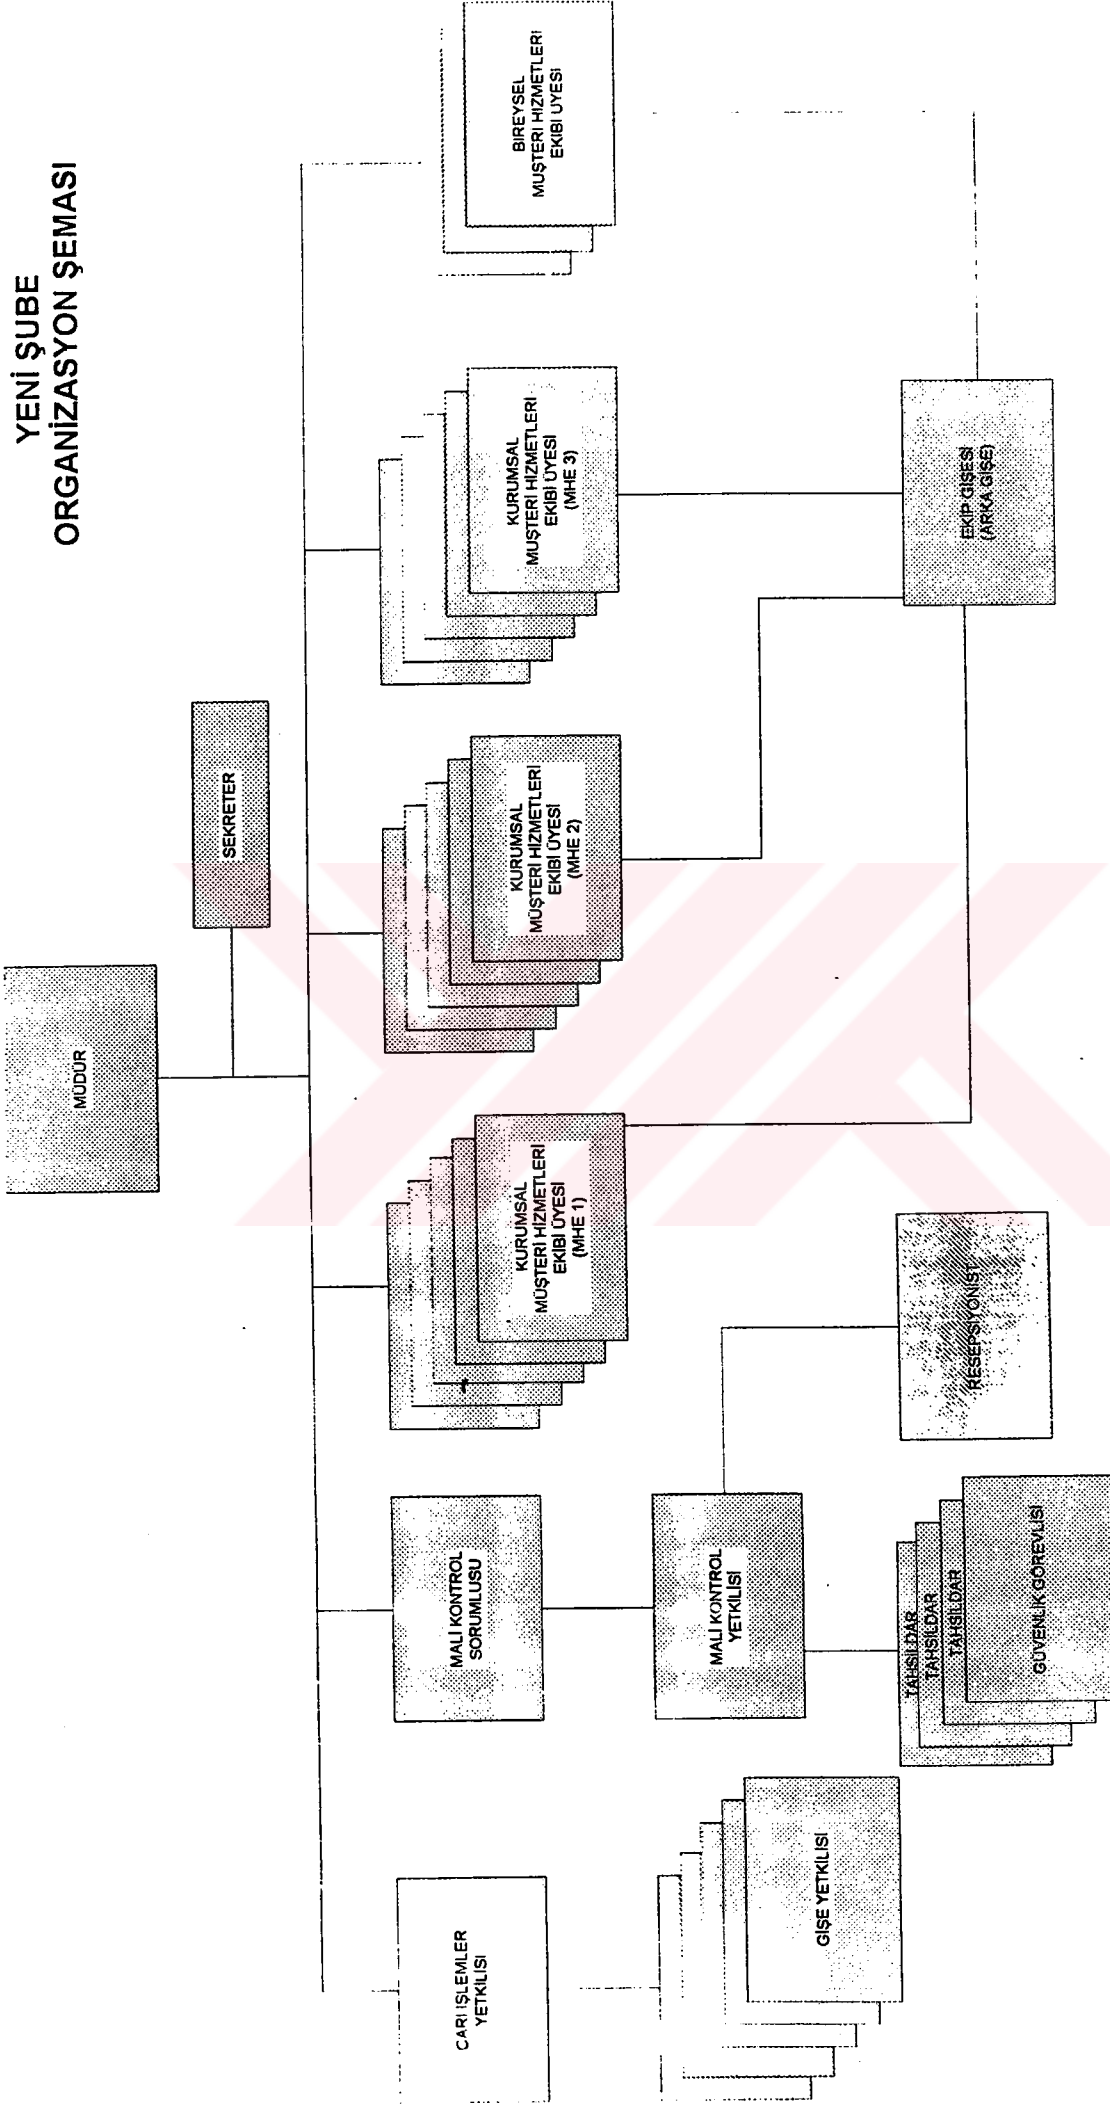 YENİ ŞUBE
ORGANİZASYON ŞEMASI
MÜDÜR
SEKRETER
CARİ İŞLEMLER
YETKİLİSİ
MALİ KONTROL
SORUMLUSU
KURUMSAL
MÜŞTERİ HİZMETLERİ
EKİBİ ÜYESİ
(MHE 1)
KURUMSAL
MÜŞTERİ HİZMETLERİ
EKİBİ ÜYESİ
(MHE 2)
KURUMSAL
MUŞTERİ HİZMETLERİ
EKİBİ ÜYESİ
(MHE 3)
BİREYSEL
MUŞTERİ HİZMETLERİ
EKİBİ ÜYESİ
GİŞE YETKİLİSİ
MALİ KONTROL
YETKİLİSİ
TAHSİLDAR
TAHSİLDAR
TAHSİLDAR
GÜVENLİK GÖREVLİSİ
RESEPSİYONİST
EKİP GİŞESİ
(ARKA GİŞE)